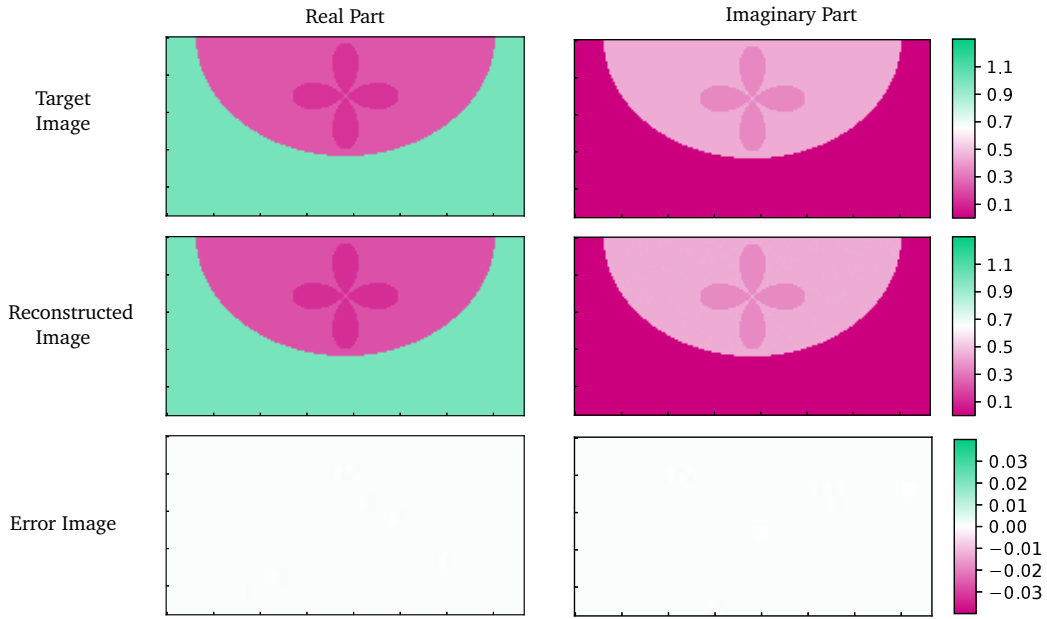 Real Part
Imaginary Part
Target
Image
1.1
0.9
0.7
0.5
0.3
0.1
Reconstructed
Image
1.1
0.9
0.7
0.5
0.3
0.1
Error Image
0.03
0.02
0.01
0.00
−0.01
−0.02
−0.03